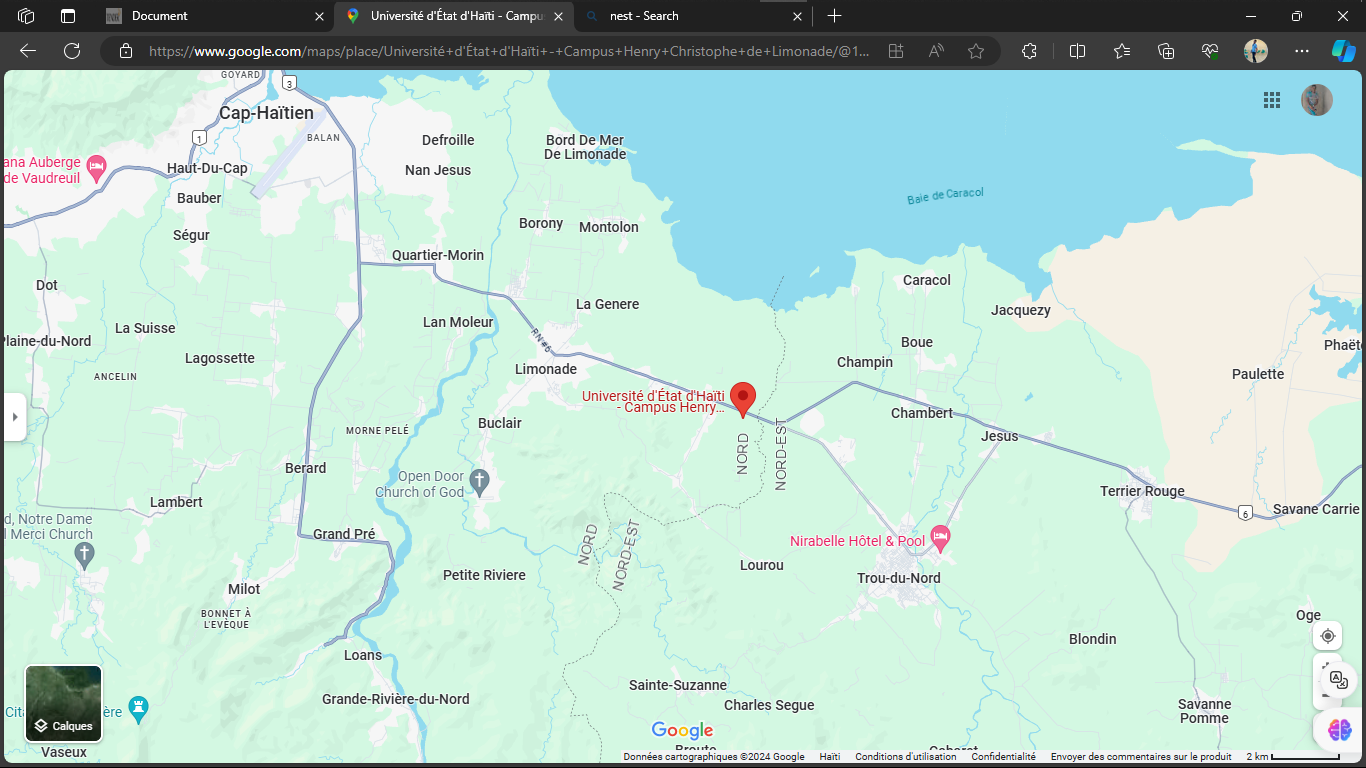 Document
Université d'État d'Haïti - Campu
nest - Search
https://www.google.com/maps/place/Université+d'État+d'Haïti+-+Campus+Henry+Christophe+de+Limonade/@1...
GOYARD
3
Cap-Haïtien
1
BALAN
Defroille
Bord De Mer
De Limonade
ana Auberge
de Vaudreuil
Haut-Du-Cap
Nan Jesus
Bauber
Baie de Caracol
Ségur
Borony
Montolon
Quartier-Morin
Dot
Caracol
La Genere
Jacquezy
La Suisse
Lan Moleur
RN #6
Plaine-du-Nord
Boue
Phaët
Lagossette
Champin
ANCELIN
Limonade
Paulette
Université d'État d'Haïti
- Campus Henry...
Chambert
Buclair
MORNE PELÉ
Jesus
NORD
NORD-EST
Berard
Open Door
Church of God
Terrier Rouge
Lambert
6
Savane Carrie
d, Notre Dame
l Merci Church
Grand Pré
NORD
NORD-EST
Nirabelle Hôtel & Pool
Lourou
Petite Riviere
Trou-du-Nord
Milot
BONNET À
L'EVÈQUE
Oge
Blondin
Loans
Sainte-Suzanne
Grande-Rivière-du-Nord
Charles Segue
Savanne
Pomme
Cita
ère
Calques
Google
Vaseux
Données cartographiques ©2024 Google
Haïti
Conditions d'utilisation
Confidentialité
Envoyer des commentaires sur le produit
2 km